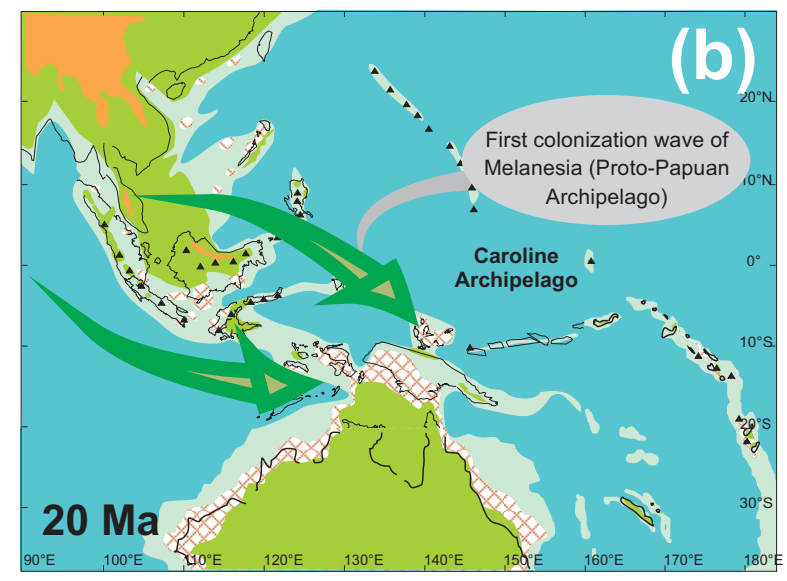 (b)
20°N
First colonization wave of
Melanesia (Proto-Papuan
Archipelago)
10°N
Caroline
Archipelago
0°
10°S
20°S
30°S
20 Ma
90°E 100°E 110°E 120°E 130°E 140°E 150°E 160°E 170°E 180°E